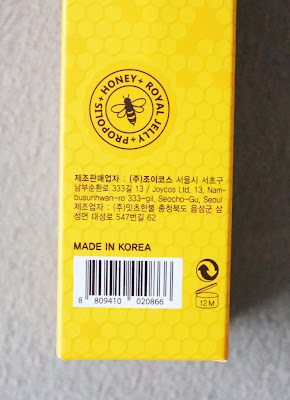 HONEY+ ROYAL JELLY+ PROPOLIS+
제조판매업자 : (주)조이코스 서울시 서초구
남부순환로 333길 13 / Joycos Ltd, 13, Nam-
busunhwan-ro 333-gil, Seocho-Gu, Seoul
제조업자 : (주)잇츠한불 충청북도 음성군 삼
성면 대성로 547번길 62
MADE IN KOREA
8 809410 020866 >
12M